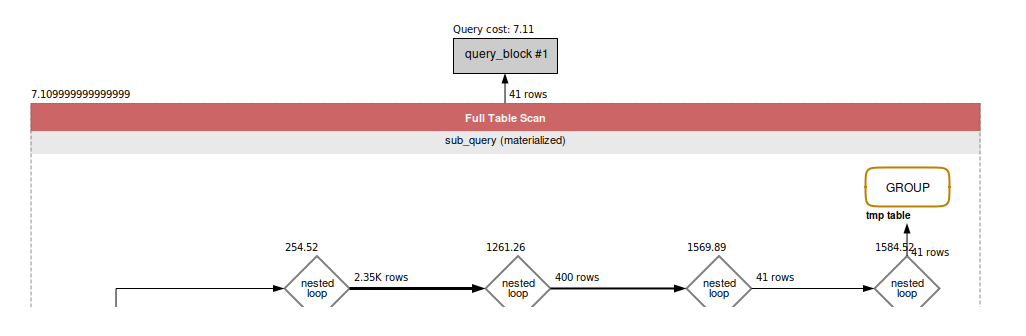 Query cost: 7.11
query_block #1
7.109999999999999
41 rows
Full Table Scan
sub_query (materialized)
GROUP
tmp table
254.52
1261.26
1569.89
1584.52
41 rows
2.35K rows
400 rows
41 rows
nested
loop
nested
loop
nested
loop
nested
loop